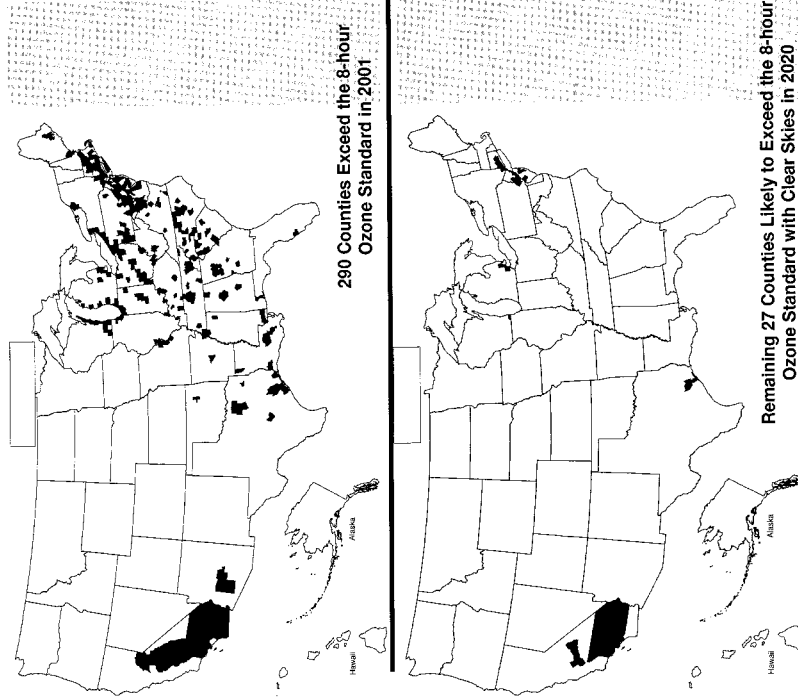 290 Counties Exceed the 8-hour
Ozone Standard in 2001
Alaska
Hawaii
Remaining 27 Counties Likely to Exceed the 8-hour
Ozone Standard with Clear Skies in 2020
Alaska
Hawaii